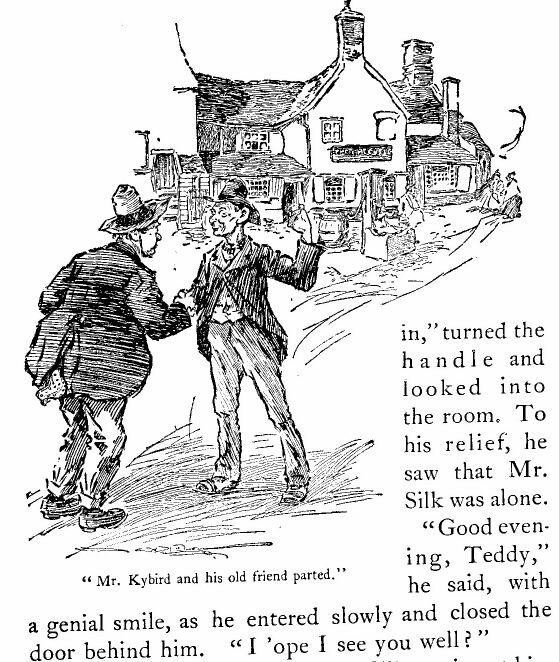 in,” turned the
handle and
looked into
the room. To
his relief, he
saw that Mr.
Silk was alone.
“Good even-
ing, Teddy,”
he said, with
“Mr. Kybird and his old friend parted.”
a genial smile, as he entered slowly and closed the
door behind him. “I ’ope I see you well?”